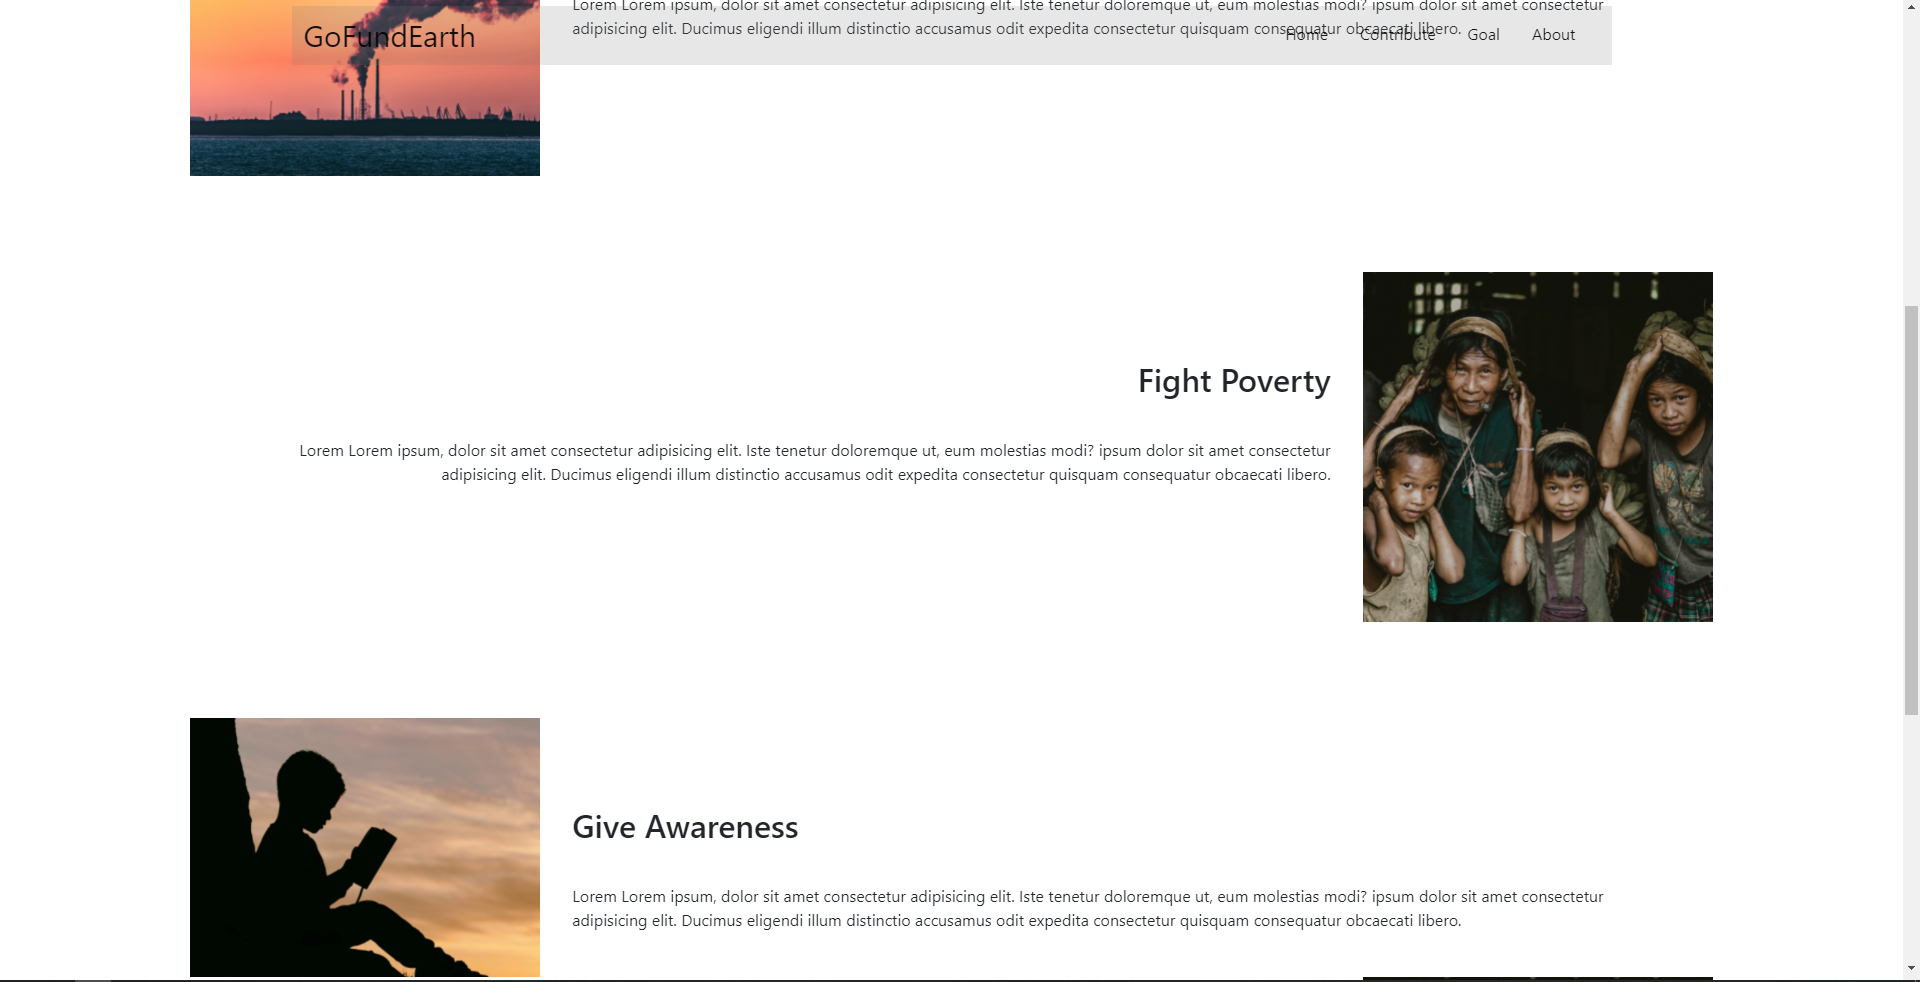 Lorem Lorem ipsum, dolor sit amet consectetur adipisicing elit. Iste tenetur doloremque ut, eum molestias modi? ipsum dolor sit amet consectetur
adipisicing elit. Ducimus eligendi illum distinctio accusamus odit expedita consectetur quisquam consequatur obcaecati libero.
GoFundEarth
Home Contribute Goal About
Fight Poverty
Lorem Lorem ipsum, dolor sit amet consectetur adipisicing elit. Iste tenetur doloremque ut, eum molestias modi? ipsum dolor sit amet consectetur
adipisicing elit. Ducimus eligendi illum distinctio accusamus odit expedita consectetur quisquam consequatur obcaecati libero.
Give Awareness
Lorem Lorem ipsum, dolor sit amet consectetur adipisicing elit. Iste tenetur doloremque ut, eum molestias modi? ipsum dolor sit amet consectetur
adipisicing elit. Ducimus eligendi illum distinctio accusamus odit expedita consectetur quisquam consequatur obcaecati libero.